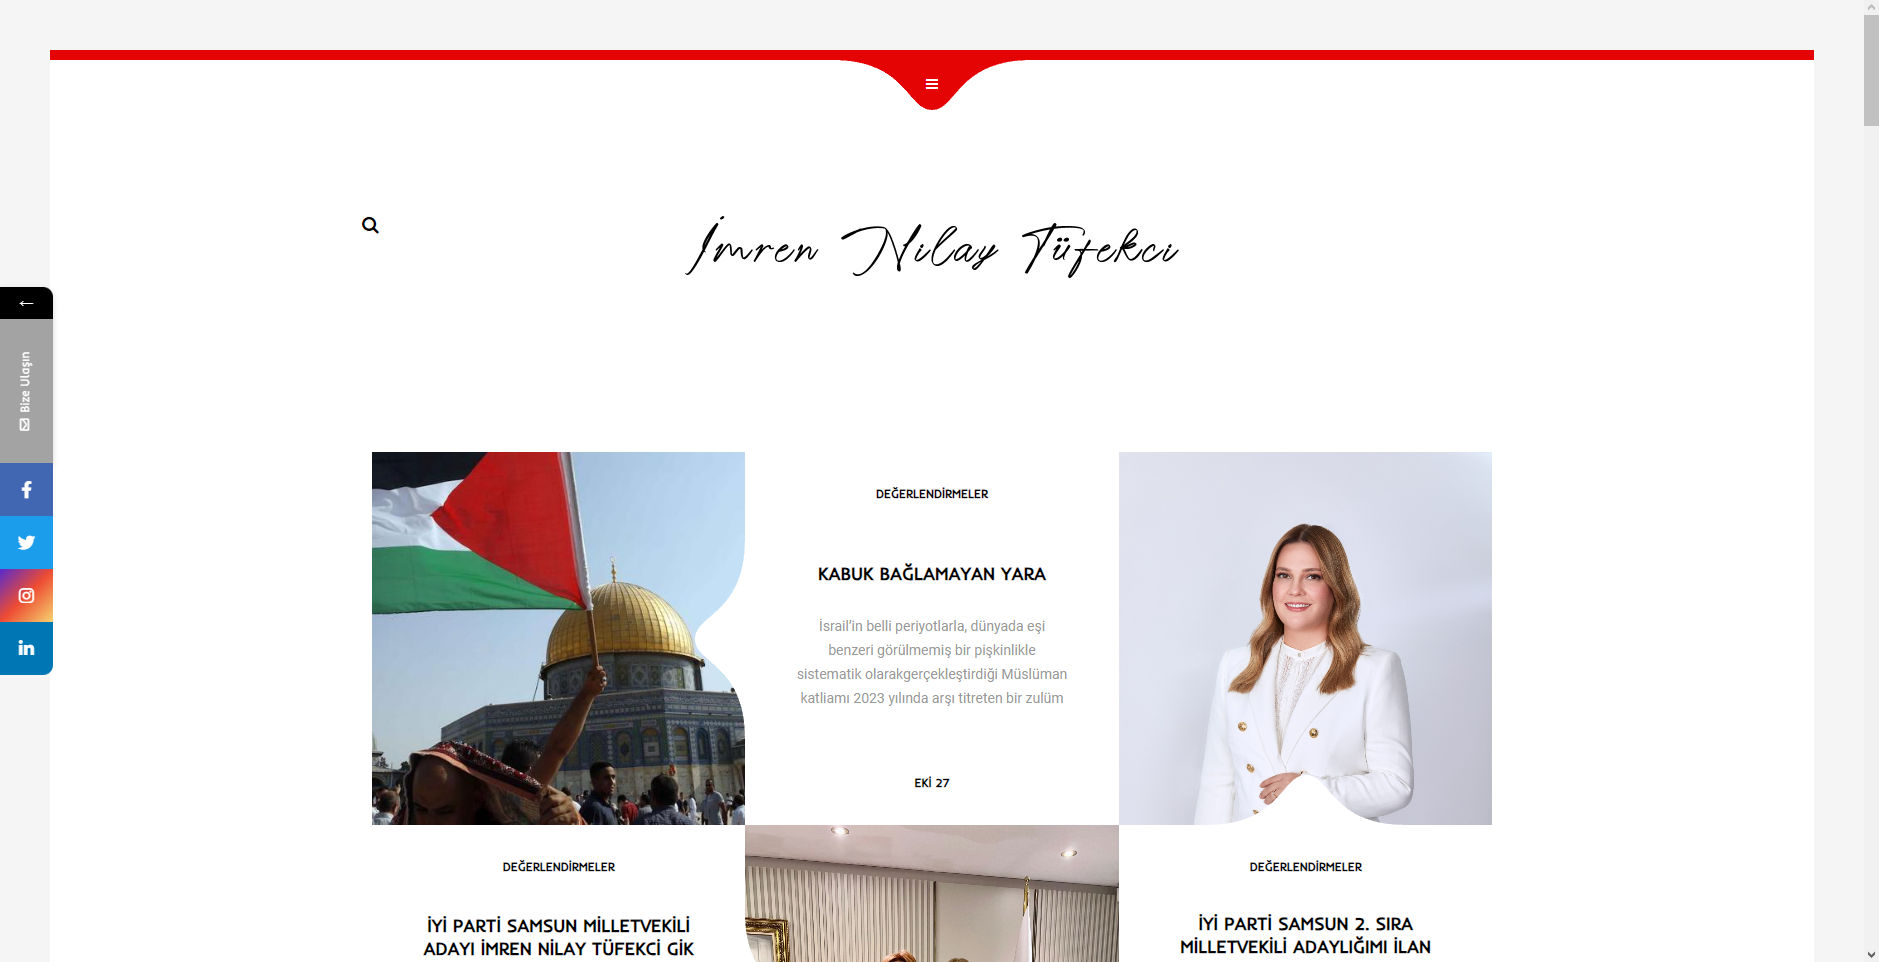 İmren Nilay Tüfekci
Bize Ulaşın
DEĞERLENDİRMELER
KABUK BAĞLAMAYAN YARA
İsrail'in belli periyotlarla, dünyada eşi
benzeri görülmemiş bir pişkinlikle
sistematik olarakgerçekleştirdiği Müslüman
katliamı 2023 yılında arşı titreten bir zulüm
EKİ 27
DEĞERLENDİRMELER
İYİ PARTİ SAMSUN MİLLETVEKİLİ
ADAYI İMREN NİLAY TÜFEKCİ GİK
DEĞERLENDİRMELER
İYİ PARTİ SAMSUN 2. SIRA
MİLLETVEKİLİ ADAYLIĞIMI İLAN